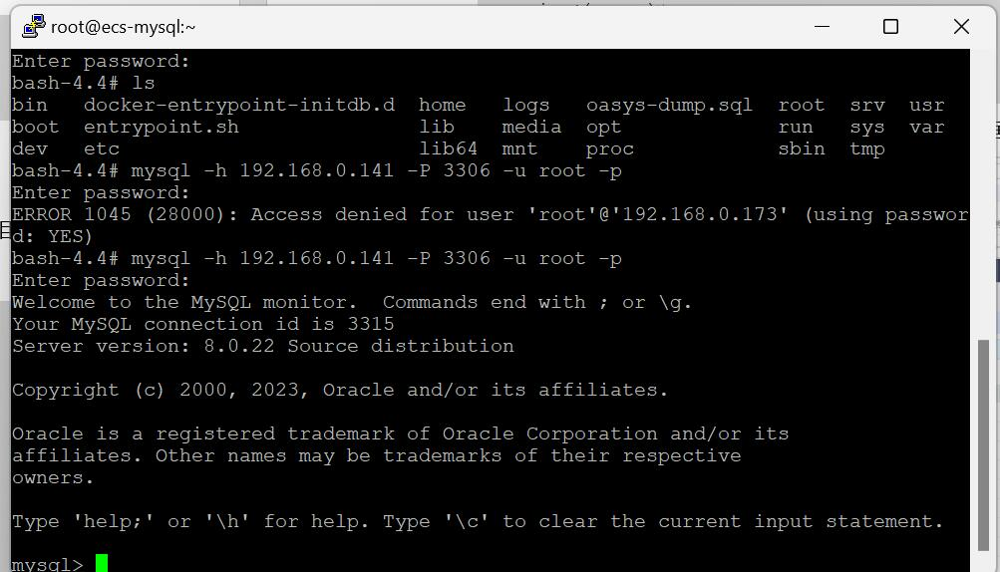 root@ecs-mysql:~
Enter password:
bash-4.4# ls
bin   docker-entrypoint-initdb.d  home   logs   oasys-dump.sql  root  srv  usr
boot  entrypoint.sh               lib    media  opt             run   sys  var
dev   etc                         lib64  mnt    proc            sbin  tmp
bash-4.4# mysql -h 192.168.0.141 -P 3306 -u root -p
Enter password:
ERROR 1045 (28000): Access denied for user 'root'@'192.168.0.173' (using passwor
d: YES)
bash-4.4# mysql -h 192.168.0.141 -P 3306 -u root -p
Enter password:
Welcome to the MySQL monitor.  Commands end with ; or \g.
Your MySQL connection id is 3315
Server version: 8.0.22 Source distribution
Copyright (c) 2000, 2023, Oracle and/or its affiliates.
Oracle is a registered trademark of Oracle Corporation and/or its
affiliates. Other names may be trademarks of their respective
owners.
Type 'help;' or '\h' for help. Type '\c' to clear the current input statement.
mysql>